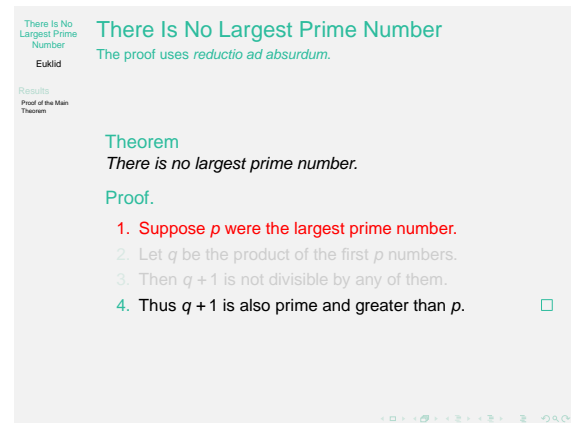 There Is No
Largest Prime
Number
Euklid
Results
Proof of the Main
Theorem
There Is No Largest Prime Number
The proof uses reductio ad absurdum.
Theorem
There is no largest prime number.
Proof.
1. Suppose p were the largest prime number.
2. Let q be the product of the first p numbers.
3. Then q + 1 is not divisible by any of them.
4. Thus q + 1 is also prime and greater than p. □